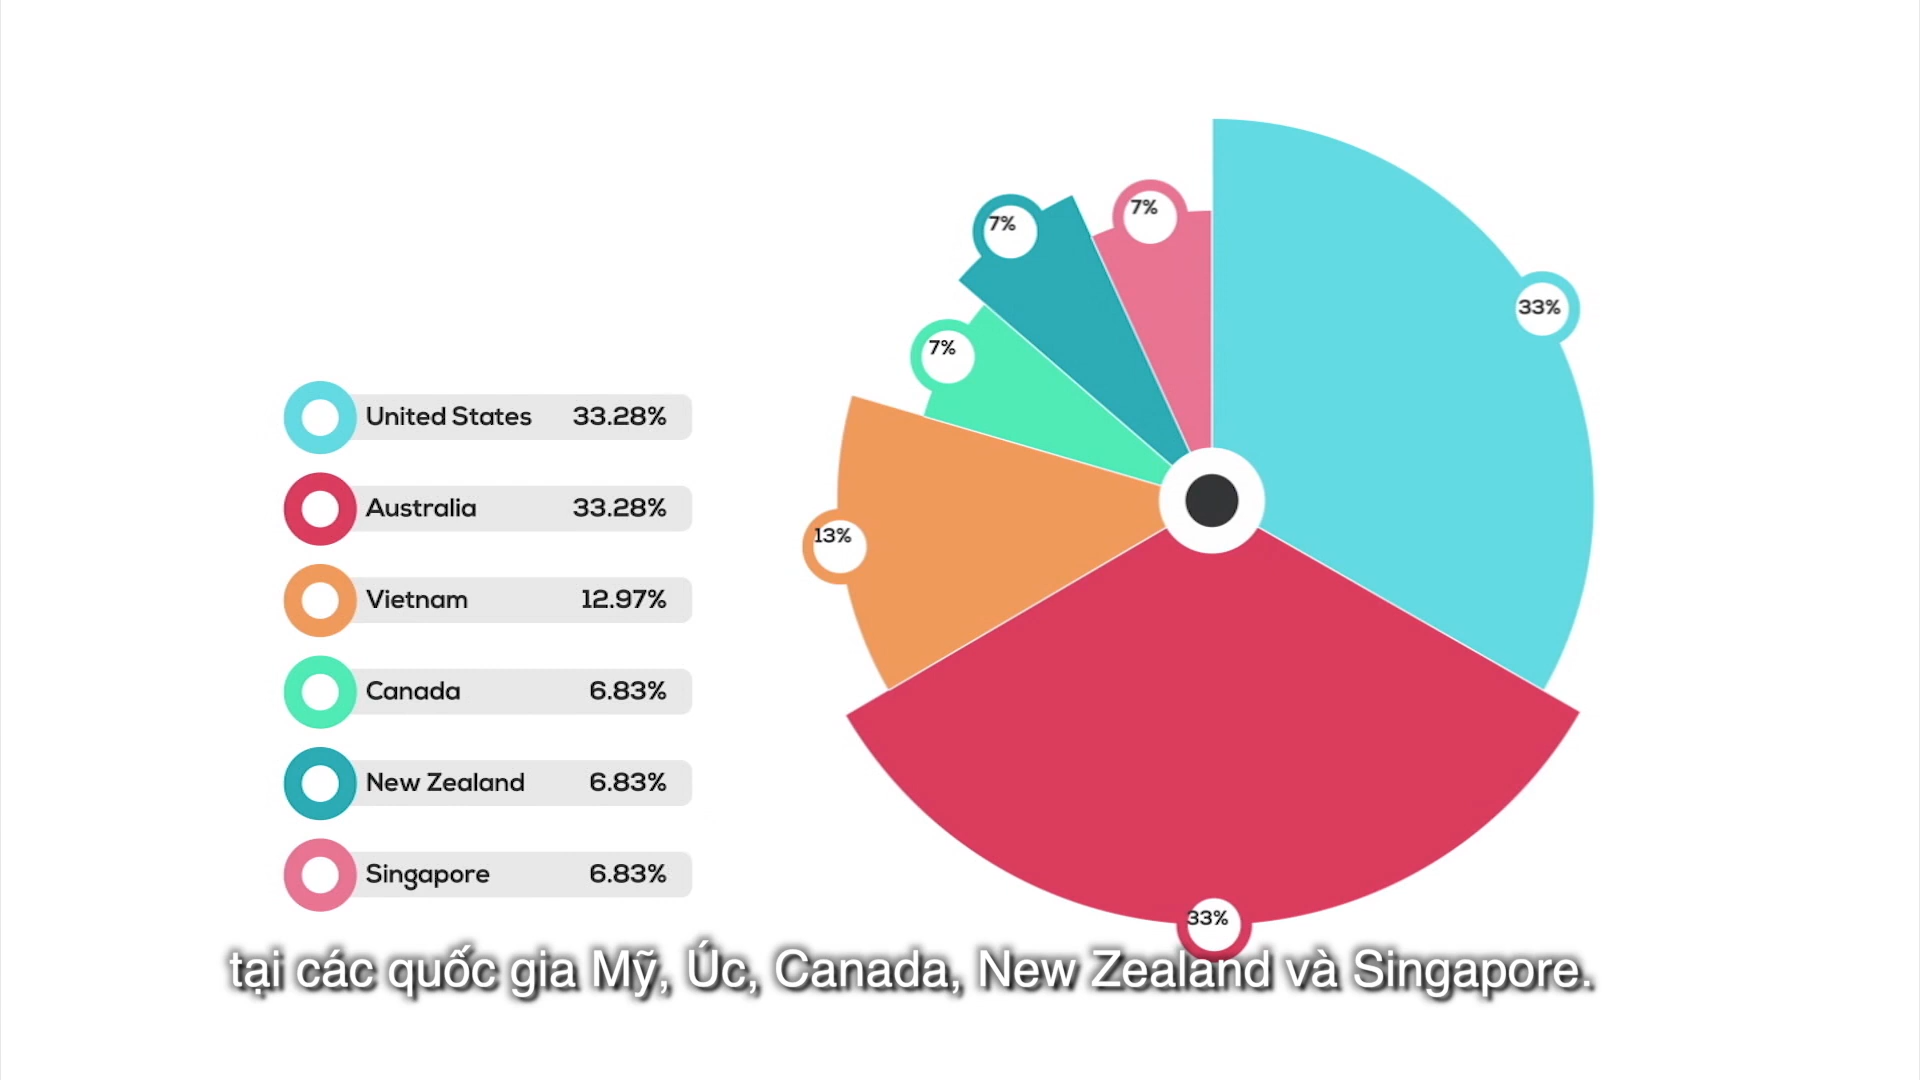 United States 33.28%
Australia 33.28%
Vietnam 12.97%
Canada 6.83%
New Zealand 6.83%
Singapore 6.83%
7%
7%
33%
7%
13%
33%
tại các quốc gia Mỹ, Úc, Canada, New Zealand và Singapore.